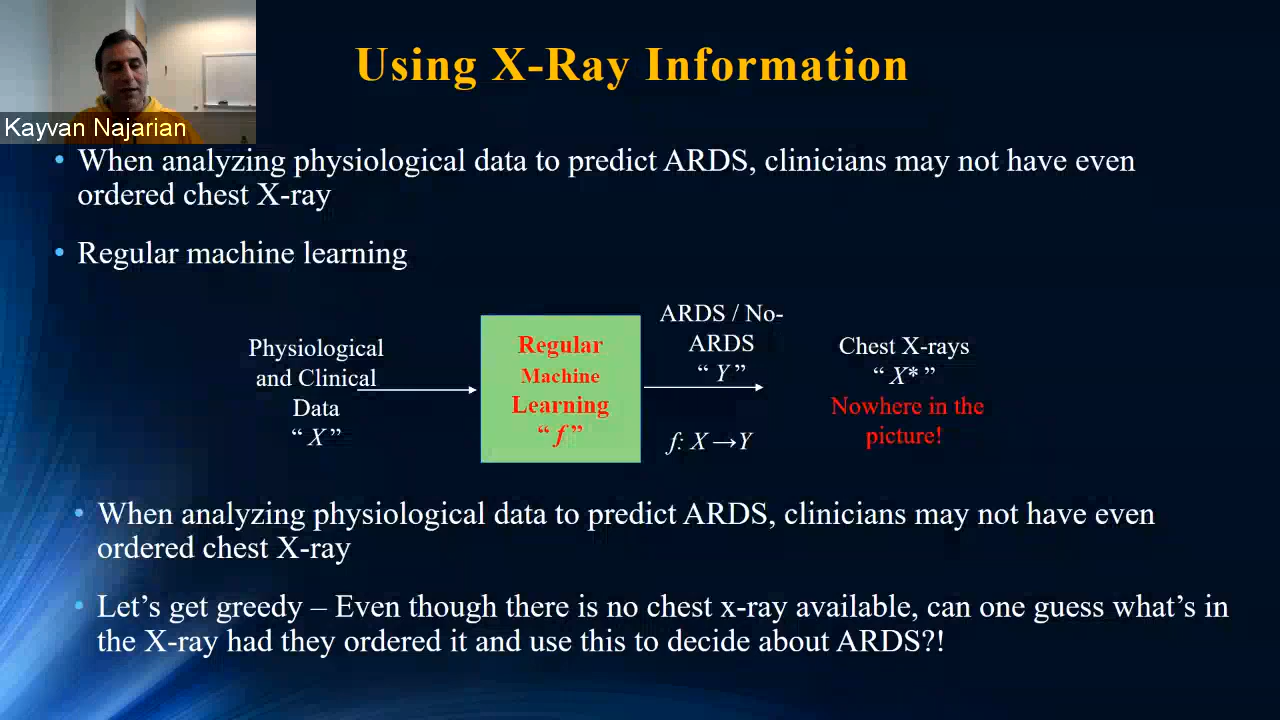 Using X-Ray Information
Kayvan Najarian
• When analyzing physiological data to predict ARDS, clinicians may not have even
ordered chest X-ray
• Regular machine learning
Physiological
and Clinical
Data
“ X ”
Regular
Machine
Learning
“ f ”
ARDS / No-
ARDS
“ Y ”
f: X →Y
Chest X-rays
“ X* ”
Nowhere in the
picture!
• When analyzing physiological data to predict ARDS, clinicians may not have even
ordered chest X-ray
• Let’s get greedy – Even though there is no chest x-ray available, can one guess what’s in
the X-ray had they ordered it and use this to decide about ARDS?!